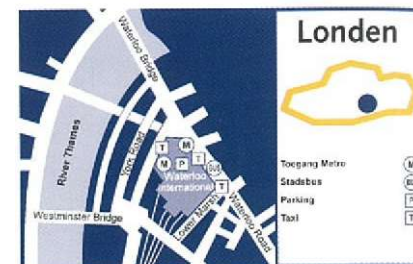 Londen
Waterloo Bridge
River Thames
York Road
T
M
M
P
T
Waterloo
International
T
Lower Marsh
Waterloo Road
Westminster Bridge
Toegang Metro
M
Stadsbus
Parking
P
Taxi
T